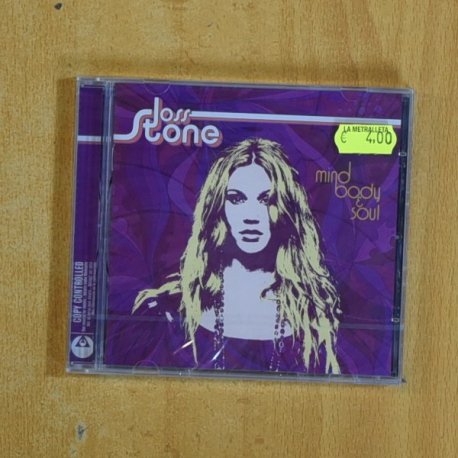 Joss
Stone
LA METRALLETA
€ 4,00
mind
body
& Soul
COPY CONTROLLED